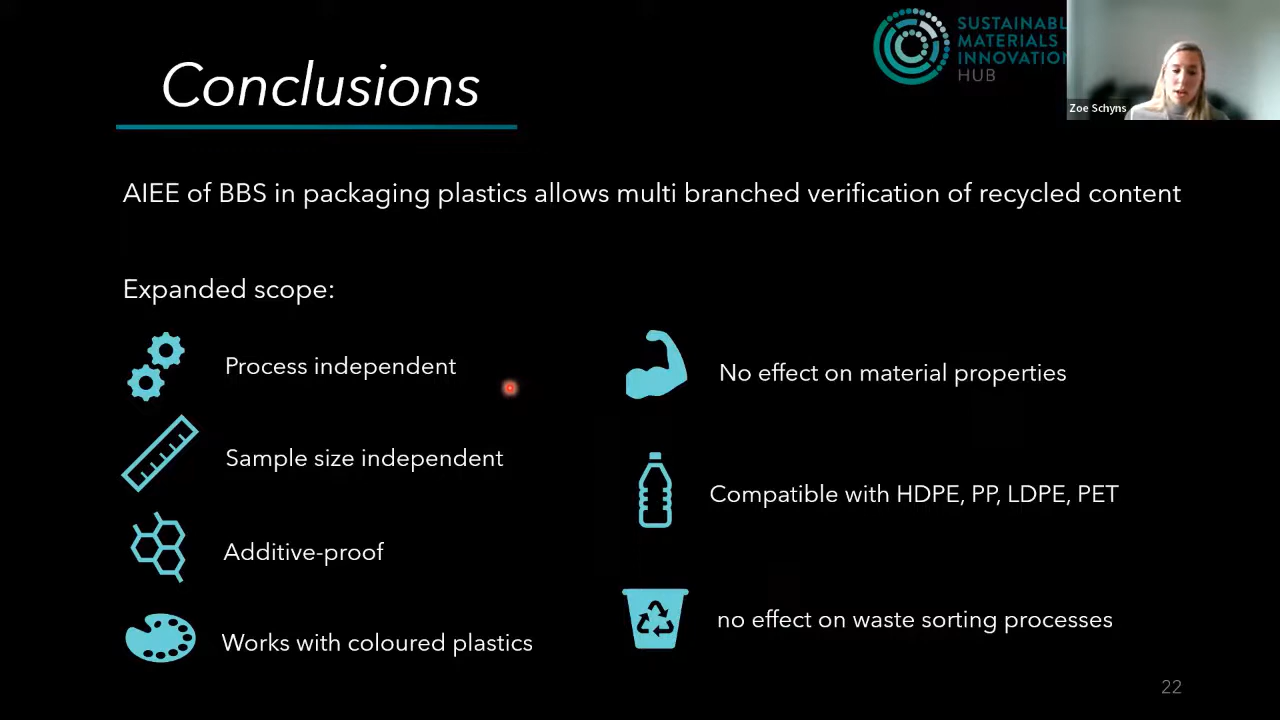 Conclusions
SUSTAINABL
MATERIALS
INNOVATION
HUB
Zoe Schyns
AIEE of BBS in packaging plastics allows multi branched verification of recycled content
Expanded scope:
Process independent
Sample size independent
Additive-proof
Works with coloured plastics
No effect on material properties
Compatible with HDPE, PP, LDPE, PET
no effect on waste sorting processes
22